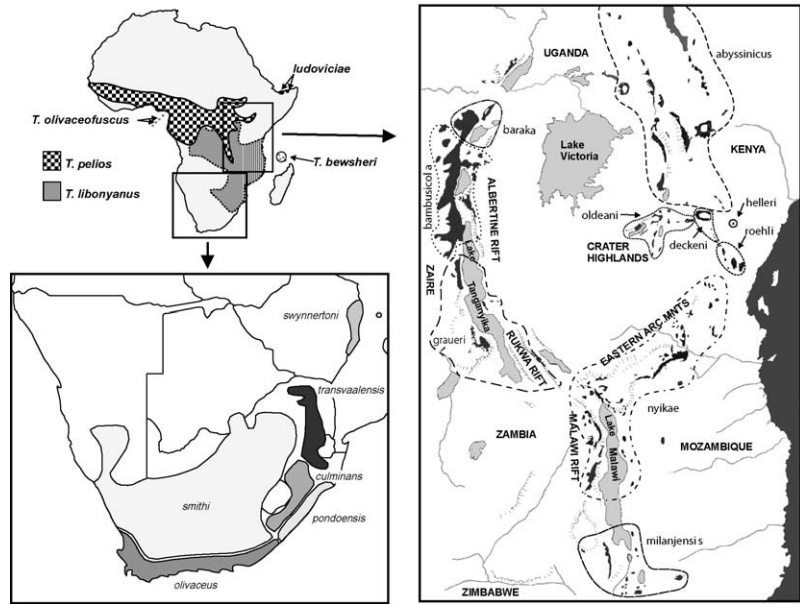 ludoviciae
T. olivaceofuscus
T. pelios
T. libonyanus
T. bewsheri
swynnertoni
transvaalensis
culminans
pondoensis
smithi
olivaceus
UGANDA
abyssinicus
baraka
Lake
Victoria
KENYA
bambusicola
ALBERTINE RIFT
oldeani
helleri
roehli
deckeni
CRATER
HIGHLANDS
ZAIRE
Lake
Tanganyika
graueri
RUKWA RIFT
EASTERN ARC MNTS
nyikae
MALAWI RIFT
Lake
Malawi
ZAMBIA
MOZAMBIQUE
milanjensis
ZIMBABWE